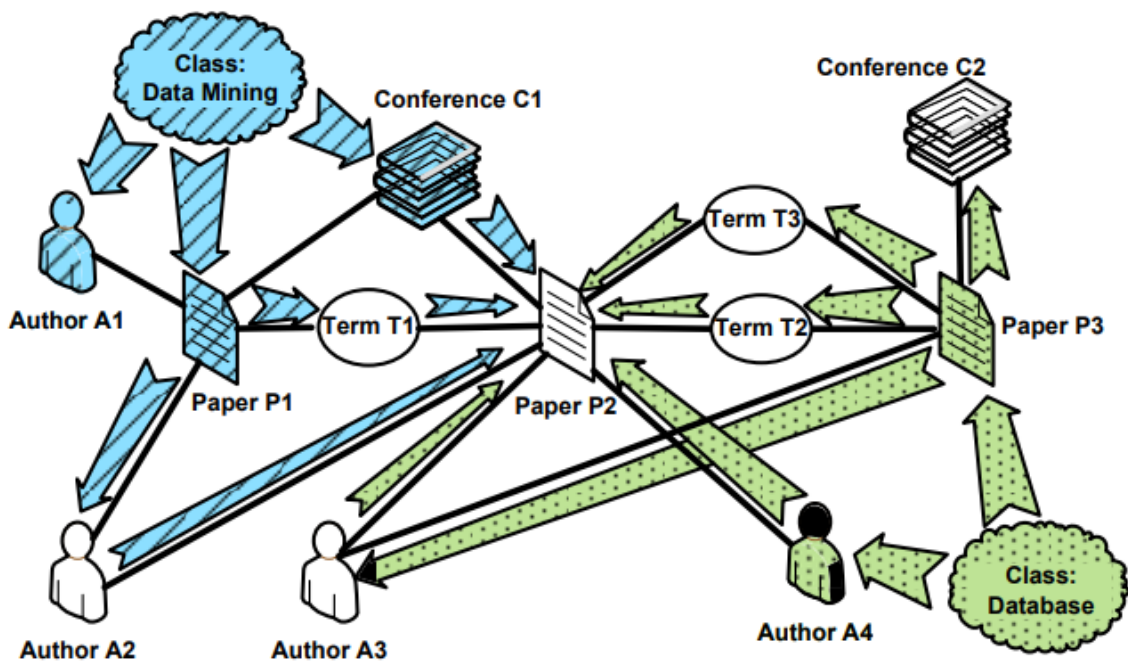 Class:
Data Mining
Conference C1
Conference C2
Term T3
Author A1
Term T1
Term T2
Paper P3
Paper P1
Paper P2
Class:
Database
Author A2
Author A3
Author A4